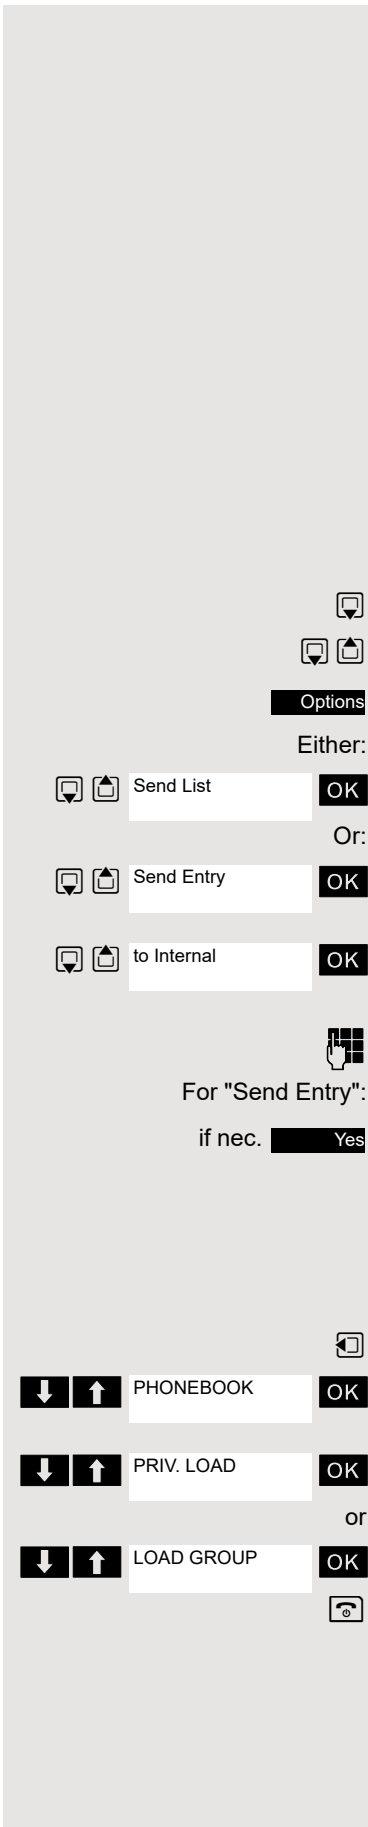 Options
Either:
Send List OK
Or:
Send Entry OK
to Internal OK
For "Send Entry":
if nec. Yes
PHONEBOOK OK
PRIV. LOAD OK
or
LOAD GROUP OK